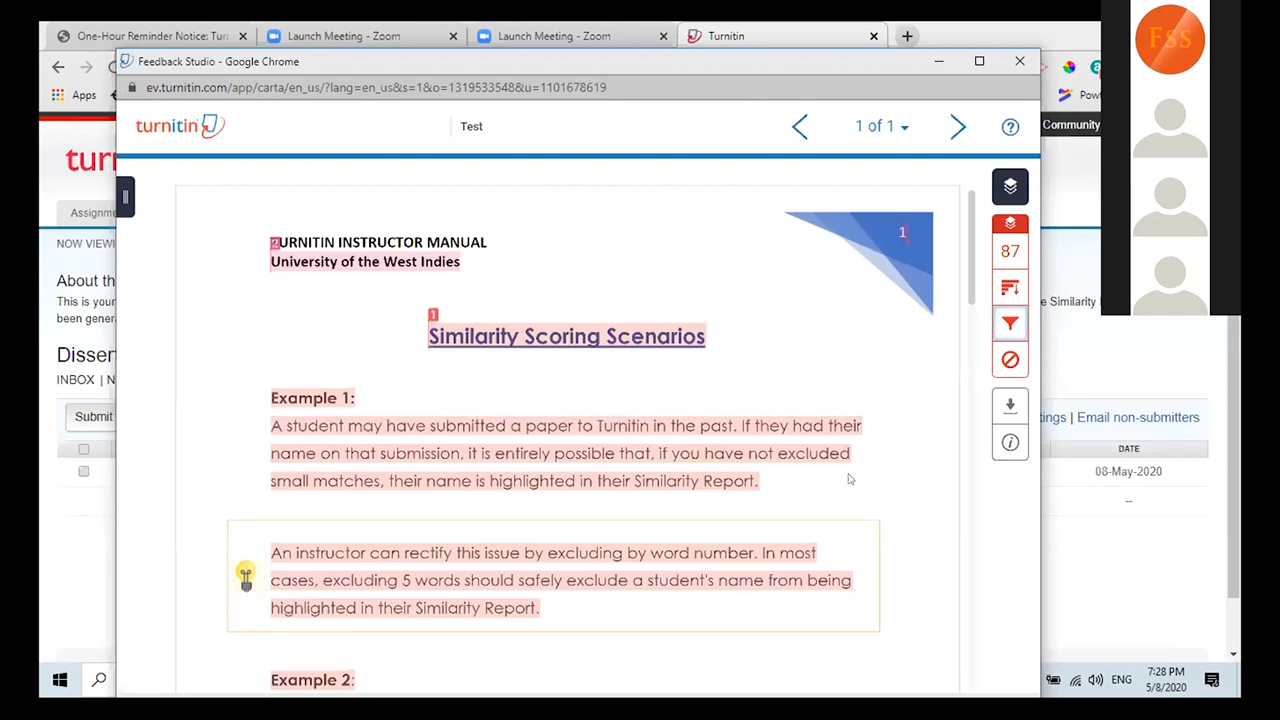 One-Hour Reminder Notice: Tur
Launch Meeting - Zoom
Launch Meeting - Zoom
Turnitin
Feedback Studio - Google Chrome
ev.turnitin.com/app/carta/en_us/?lang=en_us&s=1&o=1319533548&u=1101678619
Apps
Powt
turnitin
Test
1 of 1
Community
turn
FSS
Assignme
NOW VIEWI
About th
This is your
been gener
e Similarity
Dissert
INBOX | N
Submit
tings | Email non-submitters
DATE
08-May-2020
--
87
1
2
URNITIN INSTRUCTOR MANUAL
University of the West Indies
1
Similarity Scoring Scenarios
Example 1:
A student may have submitted a paper to Turnitin in the past. If they had their
name on that submission, it is entirely possible that, if you have not excluded
small matches, their name is highlighted in their Similarity Report.
An instructor can rectify this issue by excluding by word number. In most
cases, excluding 5 words should safely exclude a student's name from being
highlighted in their Similarity Report.
Example 2:
ENG
7:28 PM
5/8/2020